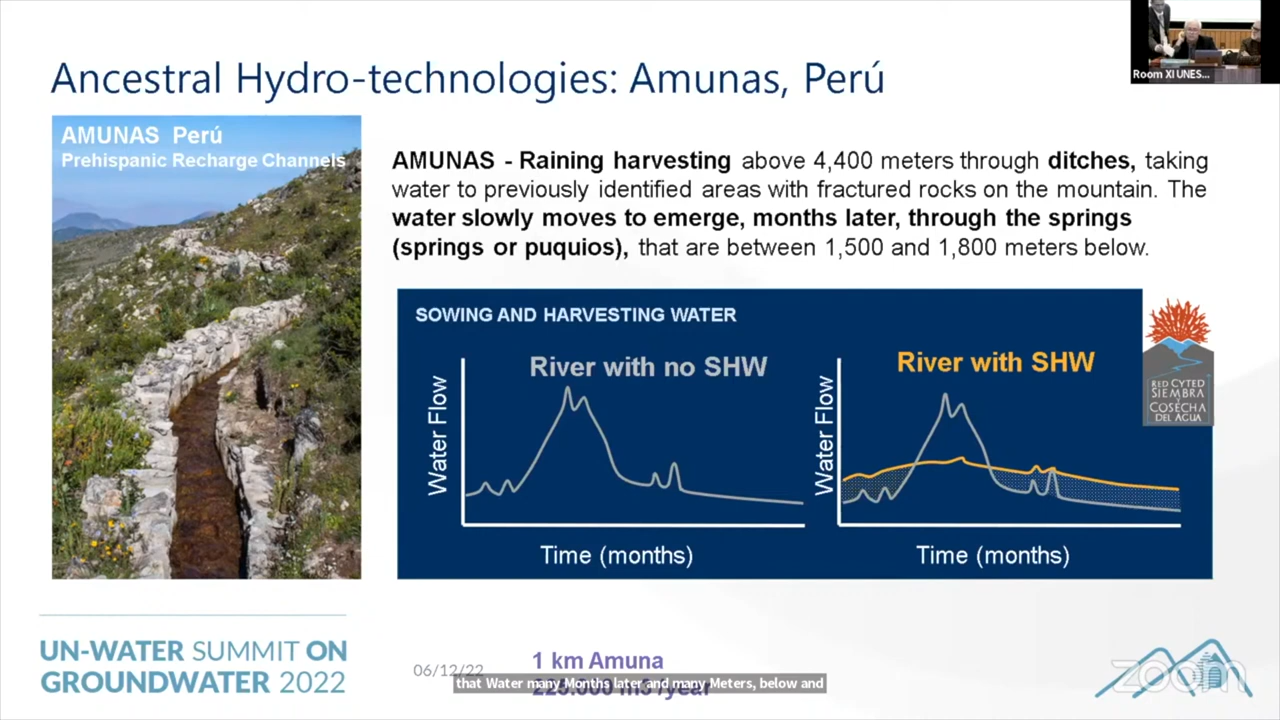 Room XI UNES...
Ancestral Hydro-technologies: Amunas, Perú
AMUNAS Perú
Prehispanic Recharge Channels
AMUNAS - Raining harvesting above 4,400 meters through ditches, taking
water to previously identified areas with fractured rocks on the mountain. The
water slowly moves to emerge, months later, through the springs
(springs or puquios), that are between 1,500 and 1,800 meters below.
SOWING AND HARVESTING WATER
River with no SHW
Water Flow
Time (months)
River with SHW
Water Flow
Time (months)
RED CYTED
SIEMBRA
Y
COSECHA
DEL AGUA
UN-WATER SUMMIT ON
GROUNDWATER 2022
06/12/22
1 km Amuna
that Water many Months later and many Meters, below and
zoom